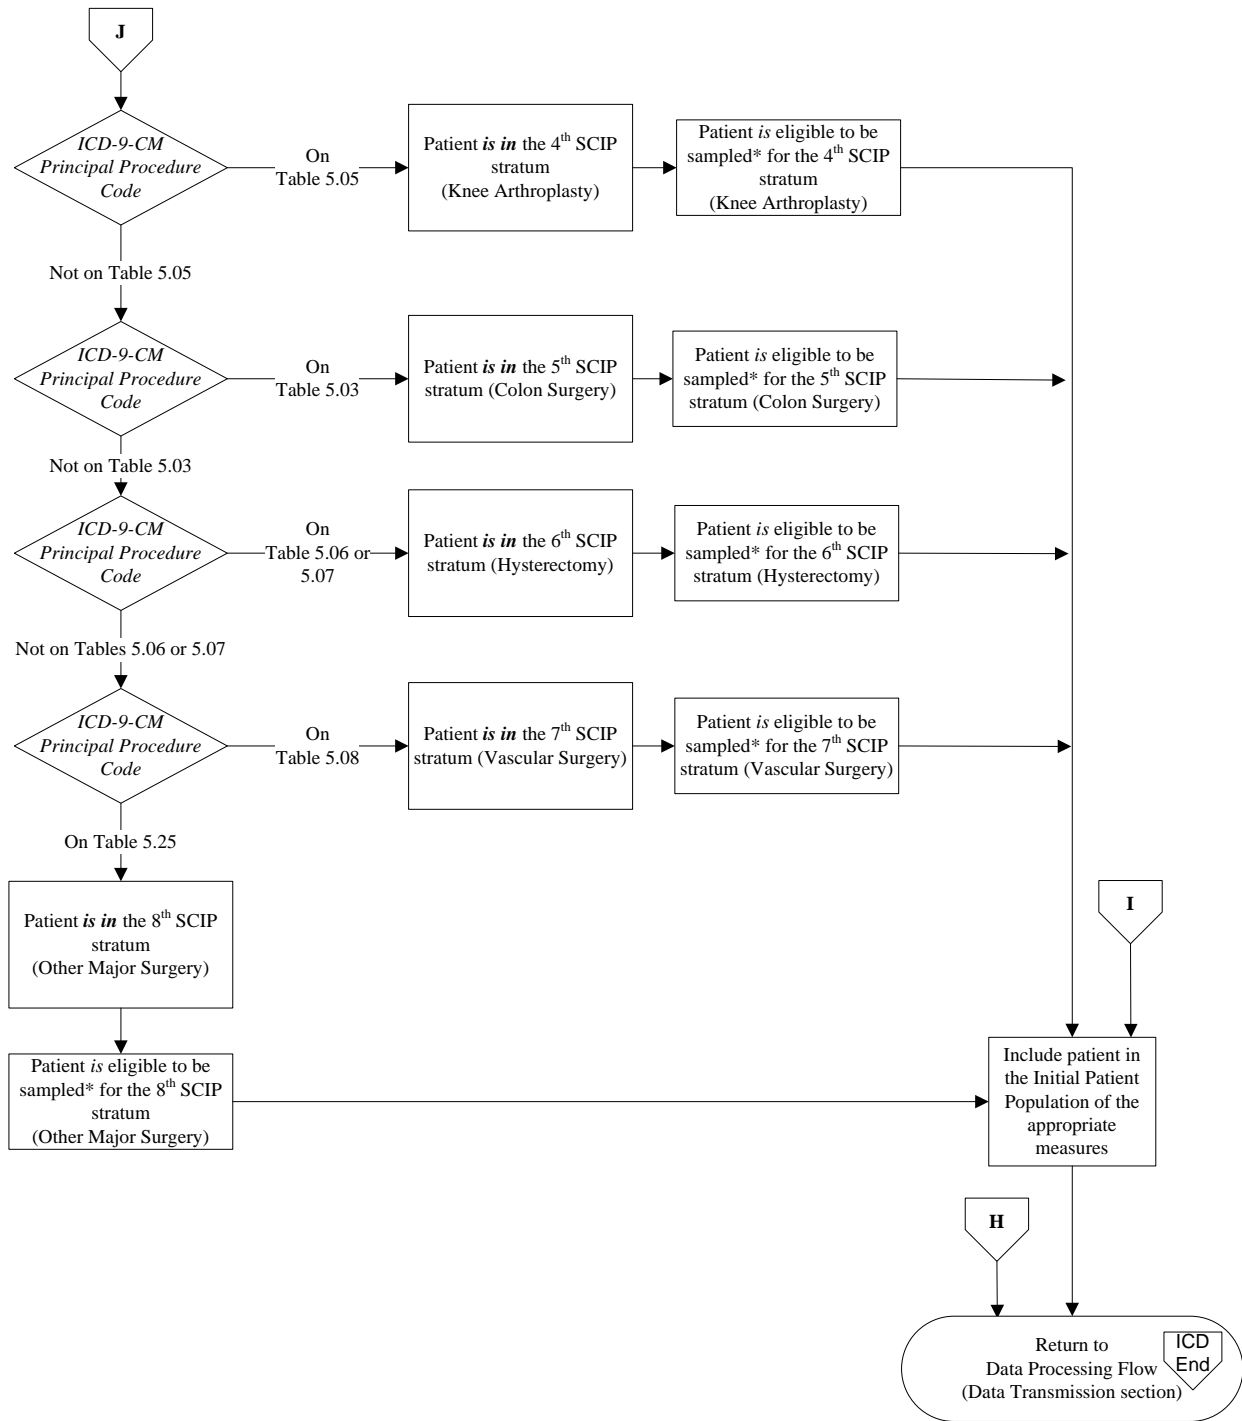 J
ICD-9-CM
Principal Procedure
Code
On
Table 5.05
Patient is in the 4th SCIP
stratum
(Knee Arthroplasty)
Patient is eligible to be
sampled* for the 4th SCIP
stratum
(Knee Arthroplasty)
Not on Table 5.05
ICD-9-CM
Principal Procedure
Code
On
Table 5.03
Patient is in the 5th SCIP
stratum (Colon Surgery)
Patient is eligible to be
sampled* for the 5th SCIP
stratum (Colon Surgery)
Not on Table 5.03
ICD-9-CM
Principal Procedure
Code
On
Table 5.06 or
5.07
Patient is in the 6th SCIP
stratum (Hysterectomy)
Patient is eligible to be
sampled* for the 6th SCIP
stratum (Hysterectomy)
Not on Tables 5.06 or 5.07
ICD-9-CM
Principal Procedure
Code
On
Table 5.08
Patient is in the 7th SCIP
stratum (Vascular Surgery)
Patient is eligible to be
sampled* for the 7th SCIP
stratum (Vascular Surgery)
On Table 5.25
Patient is in the 8th SCIP
stratum
(Other Major Surgery)
I
Patient is eligible to be
sampled* for the 8th SCIP
stratum
(Other Major Surgery)
Include patient in
the Initial Patient
Population of the
appropriate
measures
H
Return to
Data Processing Flow
(Data Transmission section)
ICD
End